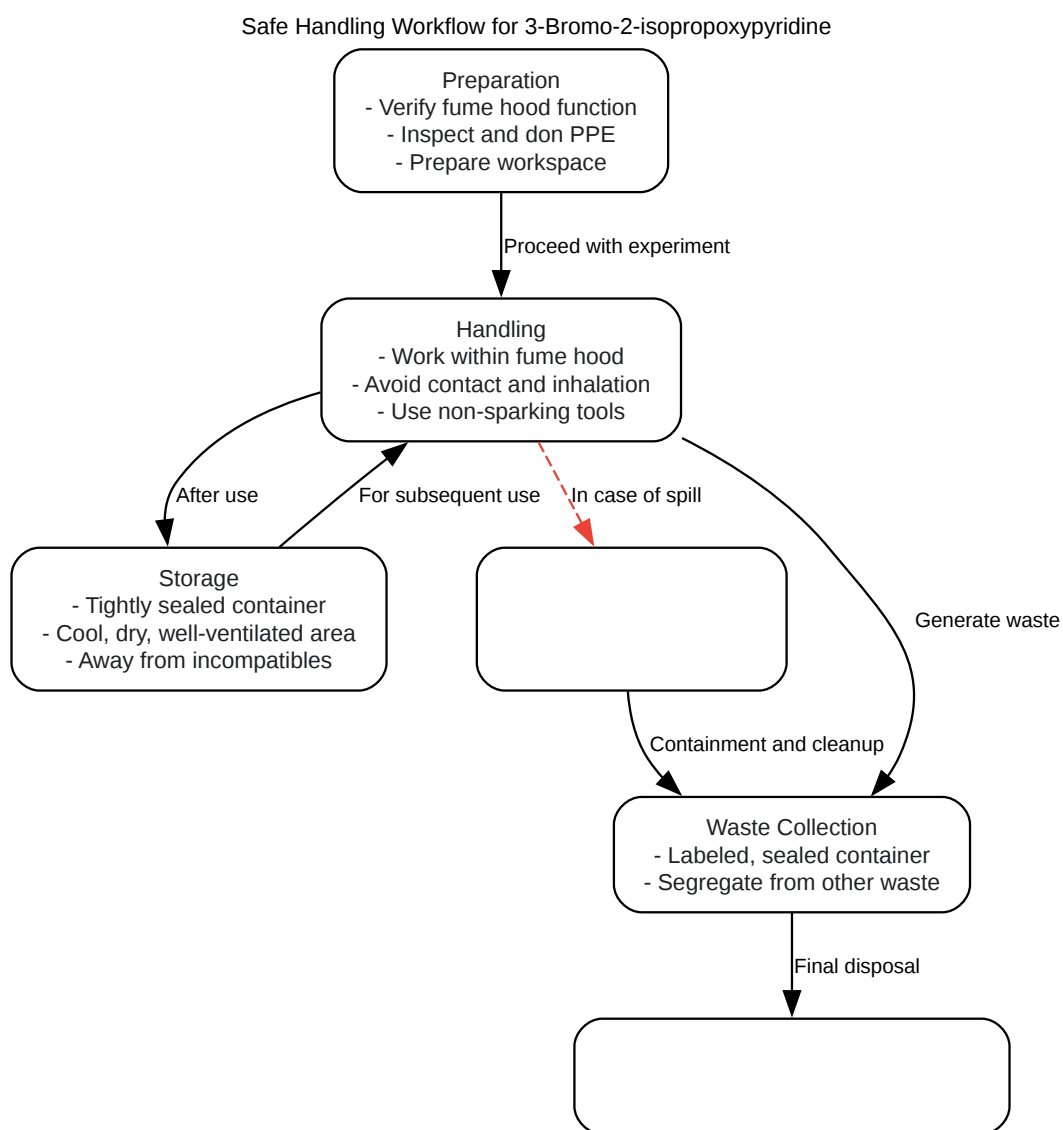 Safe Handling Workflow for 3-Bromo-2-isopropoxypyridine
Preparation
- Verify fume hood function
- Inspect and don PPE
- Prepare workspace
Proceed with experiment
Handling
- Work within fume hood
- Avoid contact and inhalation
- Use non-sparking tools
After use
For subsequent use
In case of spill
Storage
- Tightly sealed container
- Cool, dry, well-ventilated area
- Away from incompatibles
Generate waste
Containment and cleanup
Waste Collection
- Labeled, sealed container
- Segregate from other waste
Final disposal